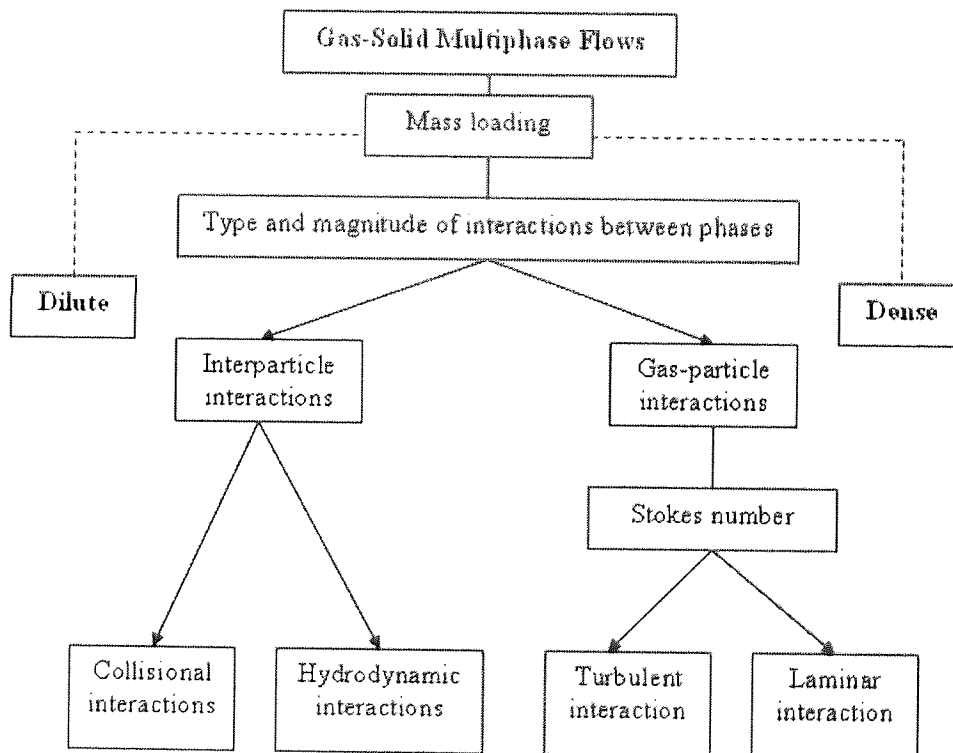 Gas-Solid Multiphase Flows
Mass loading
Type and magnitude of interactions between phases
Dilute
Dense
Interparticle
interactions
Gas-particle
interactions
Stokes number
Collisional
interactions
Hydrodynamic
interactions
Turbulent
interaction
Laminar
interaction